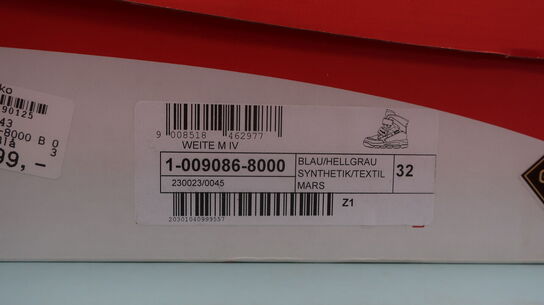 ko
90125
43
-8000 B 0
lå 3
99,-
9 008518 462977
WEITE M IV
1-009086-8000
BLAU/HELLGRAU
SYNTHETIK/TEXTIL
MARS
32
230023/0045
Z1
20301040999557